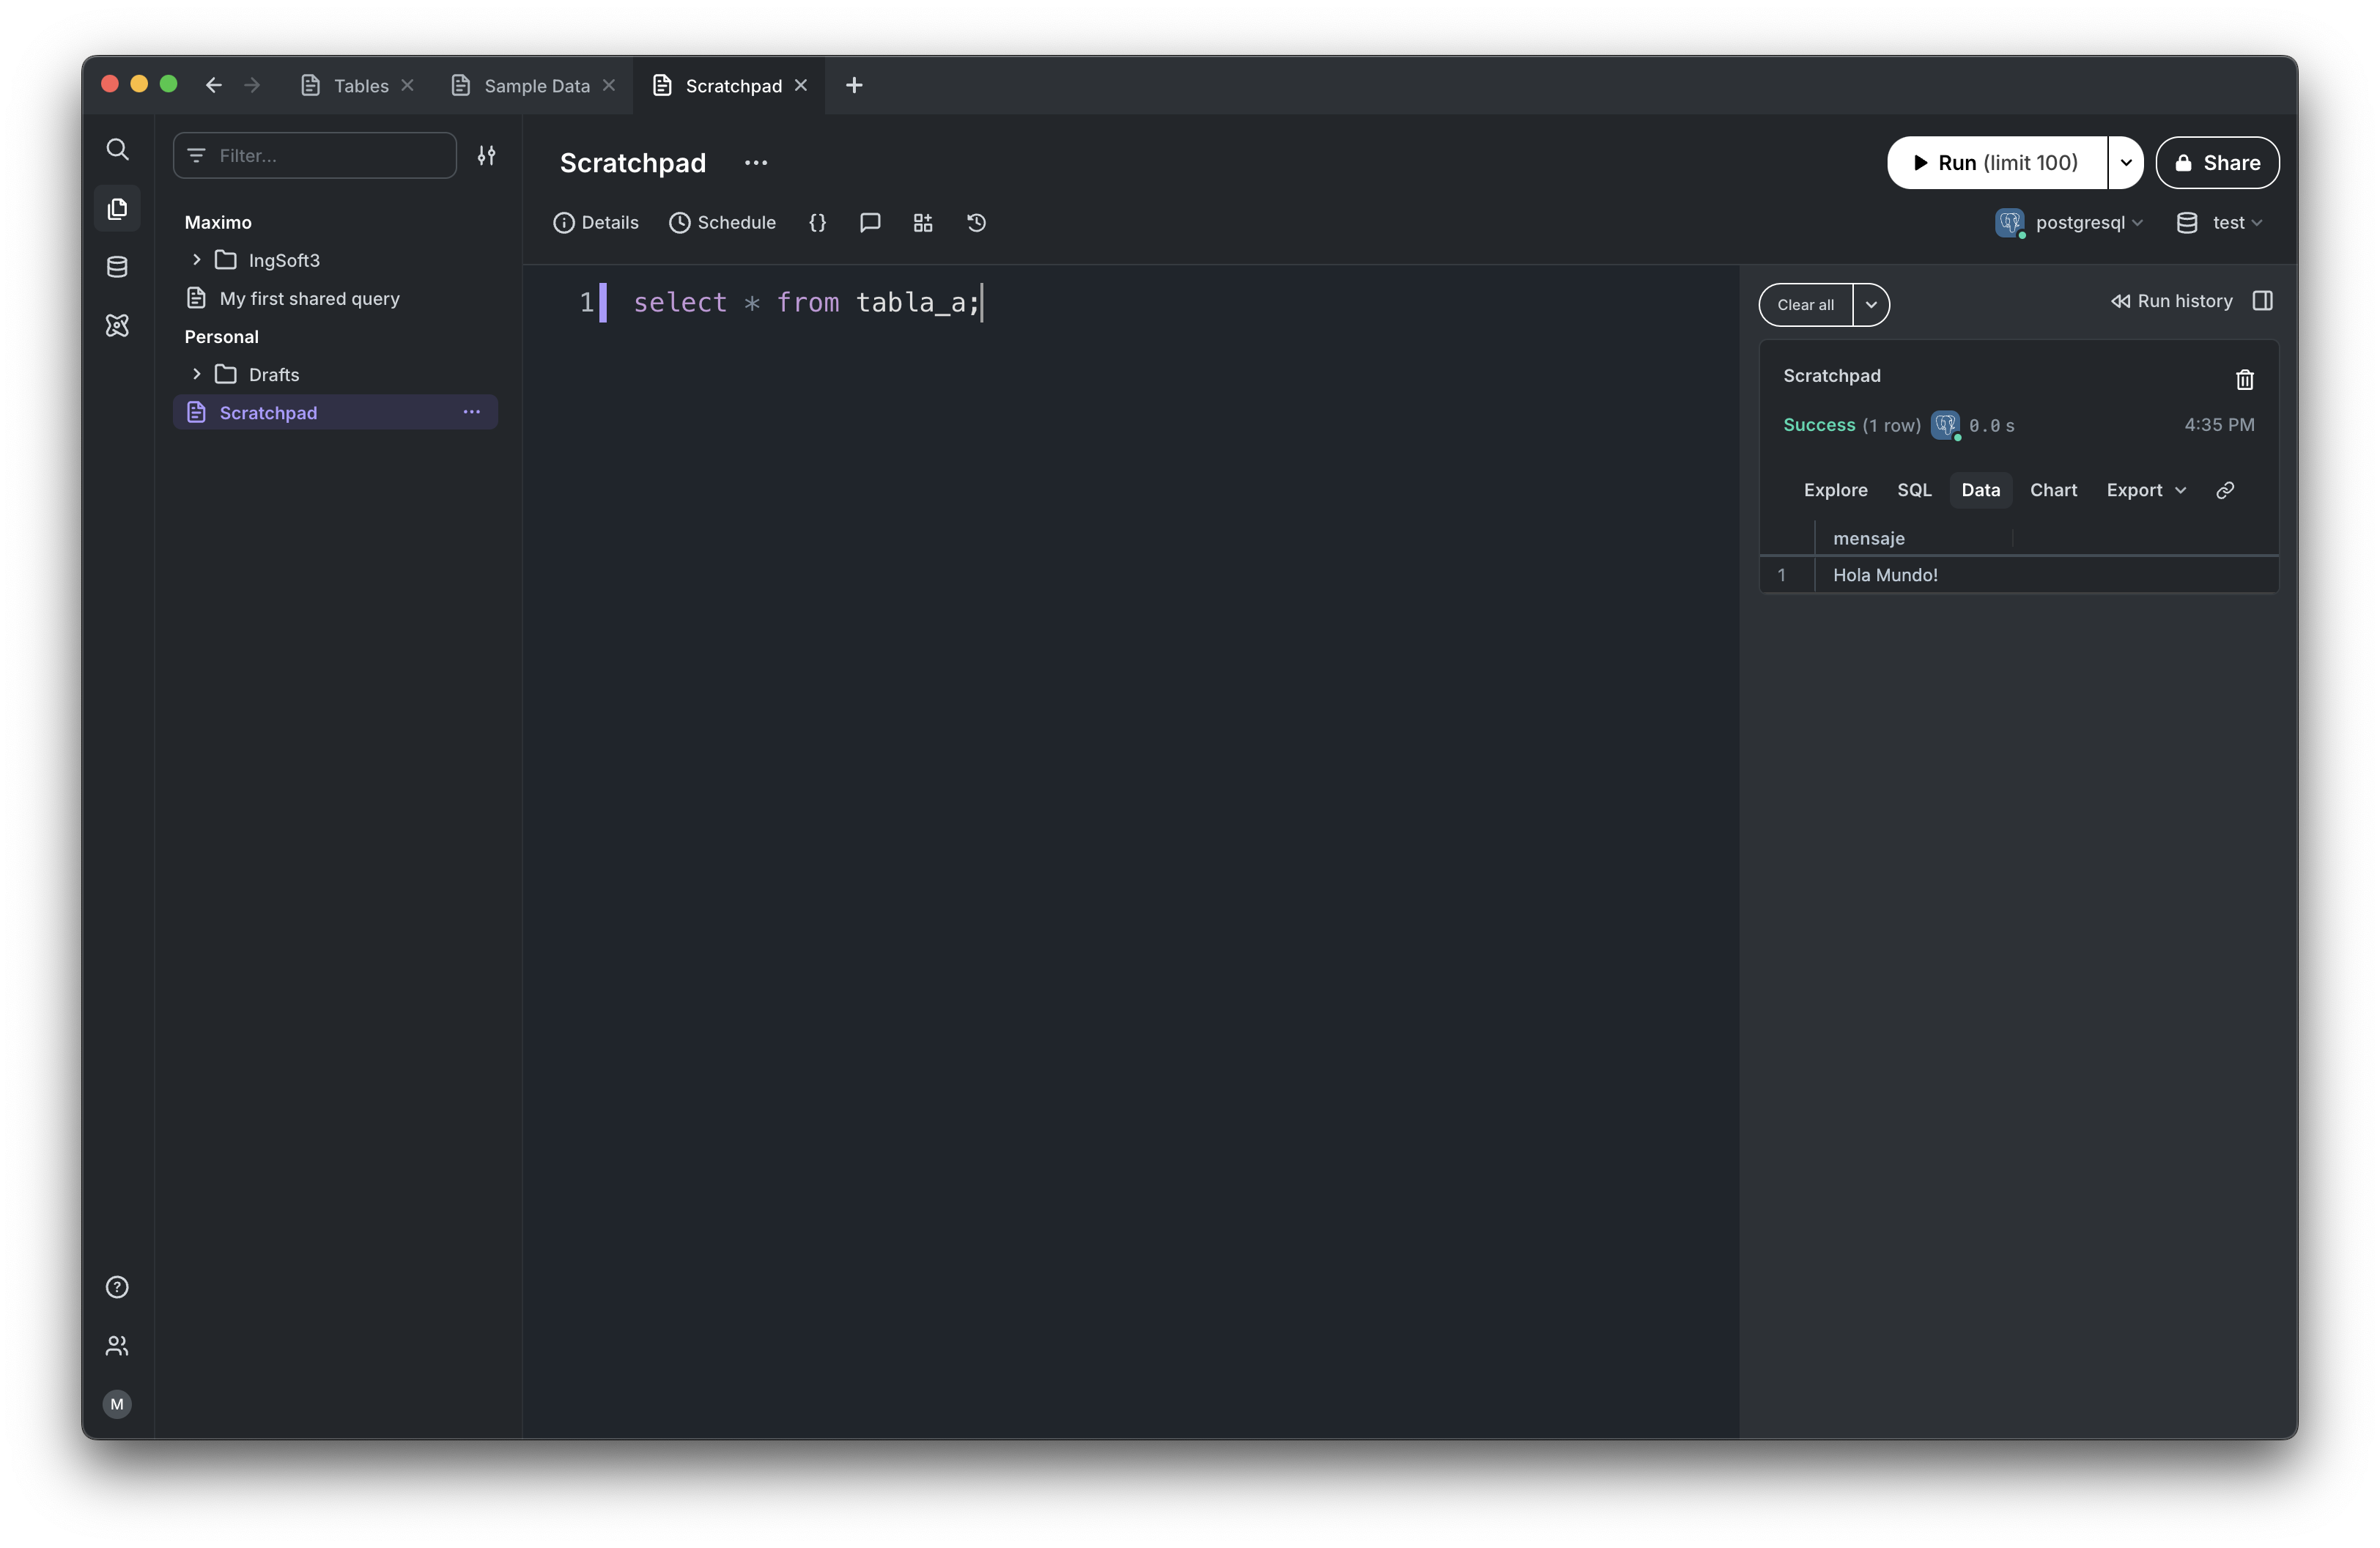 Tables
Sample Data
Scratchpad
Filter...
Maximo
IngSoft3
My first shared query
Personal
Drafts
Scratchpad
Scratchpad
Run (limit 100)
Share
Details
Schedule
{}
postgresql
test
1 select * from tabla_a;
Clear all
Run history
Scratchpad
Success (1 row) 0.0 s 4:35 PM
Explore SQL Data Chart Export
mensaje
1 Hola Mundo!
?
M